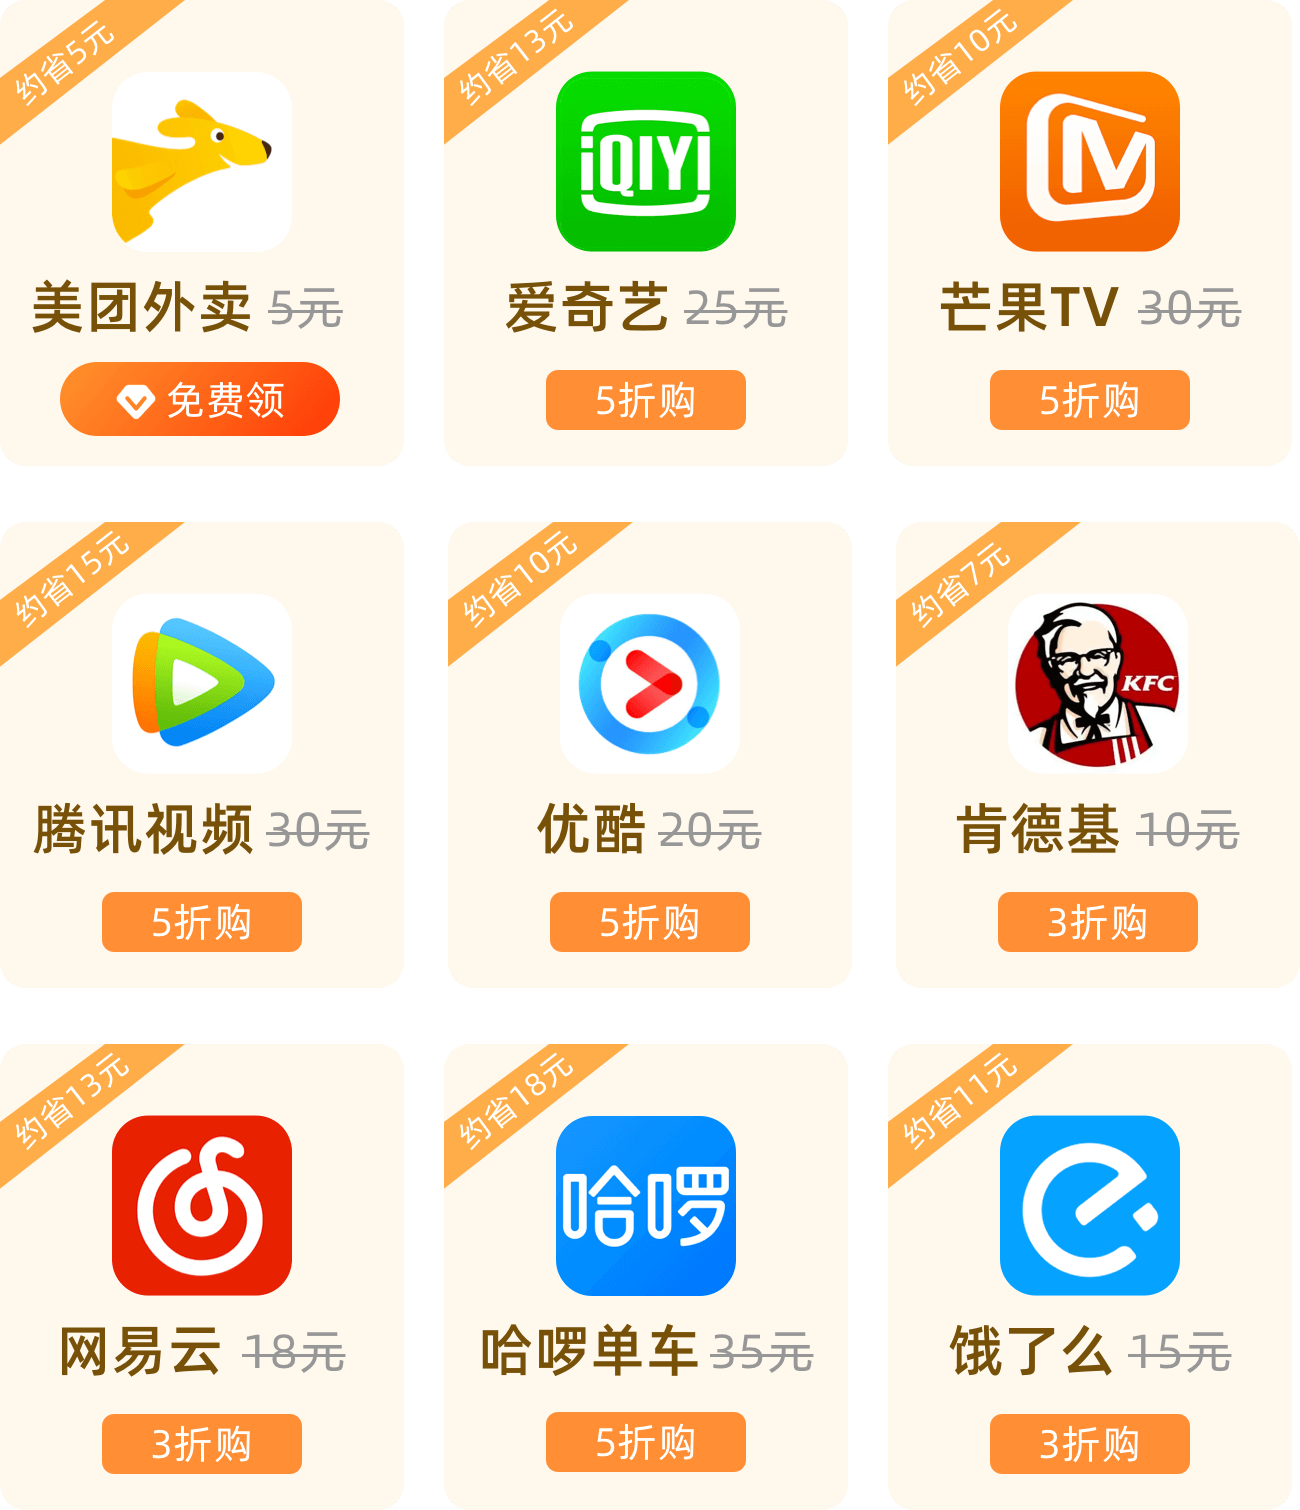 约省5元
美团外卖 5元
免费领
约省13元
iQIYI
爱奇艺 25元
5折购
约省10元
芒果TV 30元
5折购
约省15元
腾讯视频 30元
5折购
约省10元
优酷 20元
5折购
约省7元
KFC
肯德基 10元
3折购
约省13元
网易云 18元
3折购
约省18元
哈啰
哈啰单车 35元
5折购
约省11元
饿了么 15元
3折购